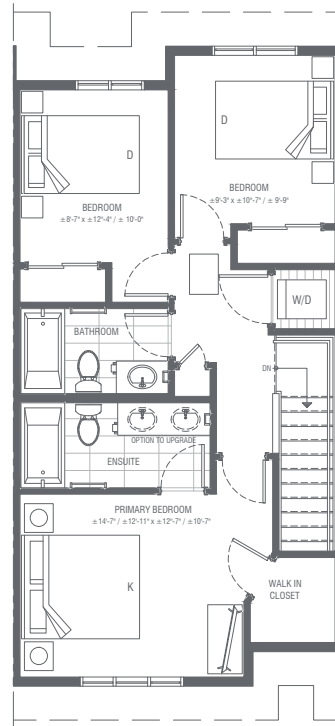 D
D
BEDROOM
±8'-7" x ±12'-4" / ± 10'-0"
BEDROOM
±9'-3" x ±10'-7" / ± 9'-9"
W/D
BATHROOM
DN
OPTION TO UPGRADE
ENSUITE
PRIMARY BEDROOM
±14'-7" / ±12'-11" x ±12'-7" / ±10'-7"
K
WALK IN
CLOSET